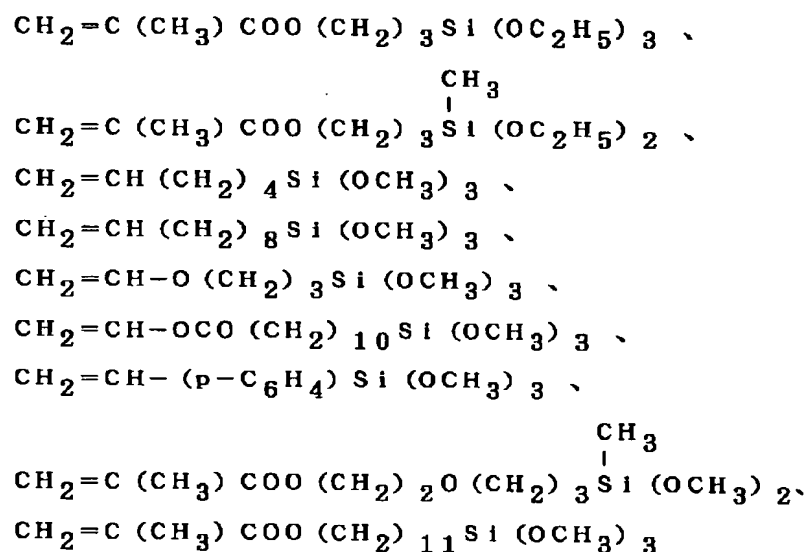 CH₂=C(CH₃)COO(CH₂)₃Si(OC₂H₅)₃、
CH₃
CH₂=C(CH₃)COO(CH₂)₃Si(OC₂H₅)₂、
CH₂=CH(CH₂)₄Si(OCH₃)₃、
CH₂=CH(CH₂)₈Si(OCH₃)₃、
CH₂=CH-O(CH₂)₃Si(OCH₃)₃、
CH₂=CH-OCO(CH₂)₁₀Si(OCH₃)₃、
CH₂=CH-(p-C₆H₄)Si(OCH₃)₃、
CH₃
CH₂=C(CH₃)COO(CH₂)₂O(CH₂)₃Si(OCH₃)₂、
CH₂=C(CH₃)COO(CH₂)₁₁Si(OCH₃)₃